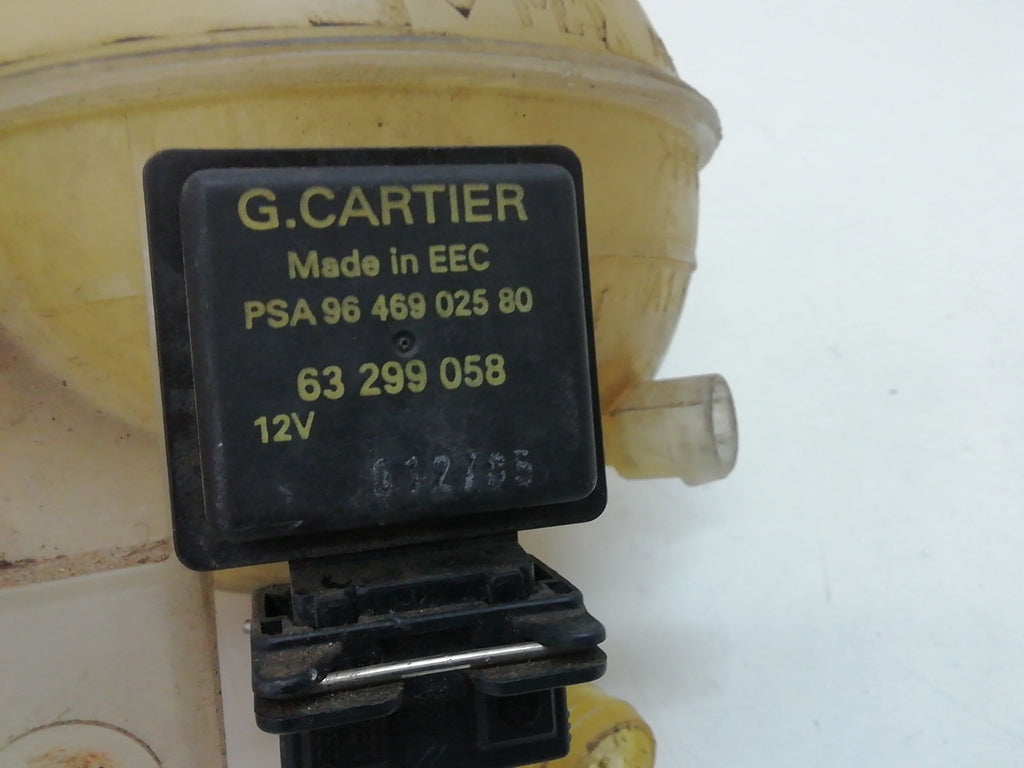 G.CARTIER
Made in EEC
PSA 96 469 025 80
63 299 058
12V